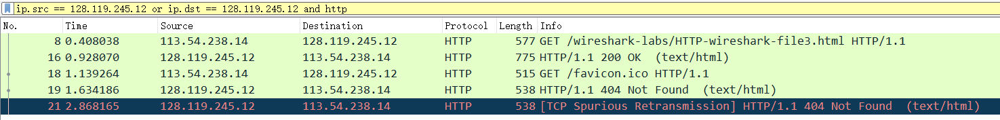 ip.src == 128.119.245.12 or ip.dst == 128.119.245.12 and http
No. Time Source Destination Protocol Length Info
8 0.408038 113.54.238.14 128.119.245.12 HTTP 577 GET /wireshark-labs/HTTP-wireshark-file3.html HTTP/1.1
16 0.928070 128.119.245.12 113.54.238.14 HTTP 775 HTTP/1.1 200 OK  (text/html)
18 1.139264 113.54.238.14 128.119.245.12 HTTP 515 GET /favicon.ico HTTP/1.1
19 1.634186 128.119.245.12 113.54.238.14 HTTP 538 HTTP/1.1 404 Not Found  (text/html)
21 2.868165 128.119.245.12 113.54.238.14 HTTP 538 [TCP Spurious Retransmission] HTTP/1.1 404 Not Found  (text/html)